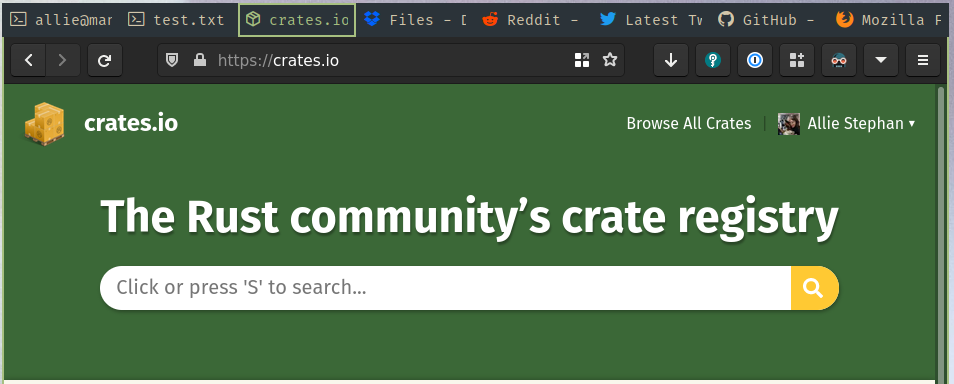 allie@mar
test.txt
crates.io
Files – D
Reddit –
Latest Tw
GitHub –
Mozilla F
https://crates.io
crates.io
Browse All Crates
Allie Stephan
The Rust community's crate registry
Click or press 'S' to search...